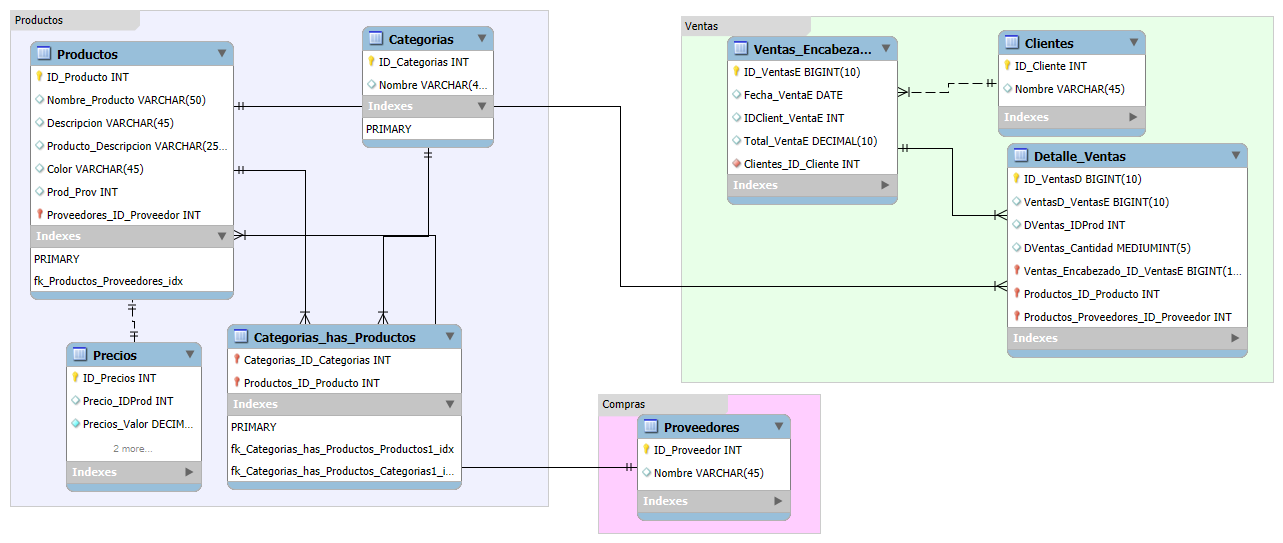 Productos
Productos
ID_Producto INT
Nombre_Producto VARCHAR(50)
Descripcion VARCHAR(45)
Producto_Descripcion VARCHAR(25...
Color VARCHAR(45)
Prod_Prov INT
Proveedores_ID_Proveedor INT
Indexes
PRIMARY
fk_Productos_Proveedores_idx
Categorias
ID_Categorias INT
Nombre VARCHAR(4...
Indexes
PRIMARY
Precios
ID_Precios INT
Precio_IDProd INT
Precios_Valor DECIM...
2 more...
Indexes
Categorias_has_Productos
Categorias_ID_Categorias INT
Productos_ID_Producto INT
Indexes
PRIMARY
fk_Categorias_has_Productos_Productos1_idx
fk_Categorias_has_Productos_Categorias1_i...
Ventas
Ventas_Encabeza...
ID_VentasE BIGINT(10)
Fecha_VentaE DATE
IDClient_VentaE INT
Total_VentaE DECIMAL(10)
Clientes_ID_Cliente INT
Indexes
Clientes
ID_Cliente INT
Nombre VARCHAR(45)
Indexes
Detalle_Ventas
ID_VentasD BIGINT(10)
VentasD_VentasE BIGINT(10)
DVentas_IDProd INT
DVentas_Cantidad MEDIUMINT(5)
Ventas_Encabezado_ID_VentasE BIGINT(1...
Productos_ID_Producto INT
Productos_Proveedores_ID_Proveedor INT
Indexes
Compras
Proveedores
ID_Proveedor INT
Nombre VARCHAR(45)
Indexes